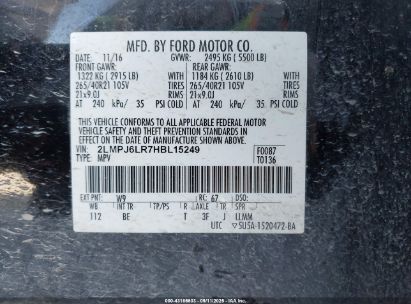 MFD. BY FORD MOTOR CO.
DATE: 11/16 GVWR: 2495 KG ( 5500 LB)
FRONT GAWR: REAR GAWR:
1322 KG ( 2915 LB) WITH 1184 KG ( 2610 LB) WITH
265/40R21 105V TIRES 265/40R21 105V TIRES
21x9.0J RIMS 21x9.0J RIMS
AT 240 kPa/ 35 PSI COLD AT 240 kPa/ 35 PSI COLD
THIS VEHICLE CONFORMS TO ALL APPLICABLE FEDERAL MOTOR
VEHICLE SAFETY AND THEFT PREVENTION STANDARDS IN EFFECT
ON THE DATE OF MANUFACTURE SHOWN ABOVE.
VIN: 2LMPJ6LR7HBL15249 F0087
TYPE: MPV T0136
EXT PNT: W9 RC: 67
WB INT TR TP/PS R AXLE TR SPR
112 BE T 3F J LLMM
UTC 5U5A-1520472-BA